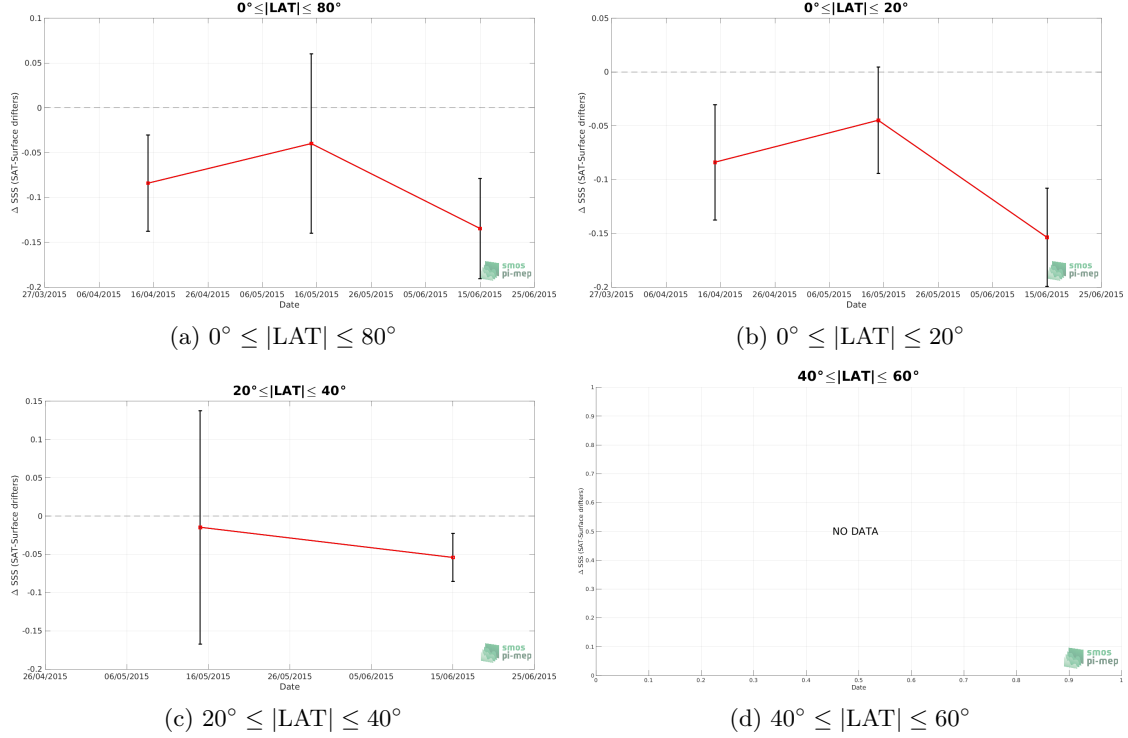 0°≤|LAT|≤ 80°
0.1
0.05
0
-0.05
-0.1
-0.15
-0.2
Δ SSS (SAT-Surface drifters)
27/03/2015 06/04/2015 16/04/2015 26/04/2015 06/05/2015 16/05/2015 26/05/2015 05/06/2015 15/06/2015 25/06/2015
Date
smos
pi-mep
(a) 0° ≤ |LAT| ≤ 80°
0°≤|LAT|≤ 20°
0.05
0
-0.05
-0.1
-0.15
-0.2
Δ SSS (SAT-Surface drifters)
27/03/2015 06/04/2015 16/04/2015 26/04/2015 06/05/2015 16/05/2015 26/05/2015 05/06/2015 15/06/2015 25/06/2015
Date
smos
pi-mep
(b) 0° ≤ |LAT| ≤ 20°
20°≤|LAT|≤ 40°
0.15
0.1
0.05
0
-0.05
-0.1
-0.15
-0.2
Δ SSS (SAT-Surface drifters)
26/04/2015 06/05/2015 16/05/2015 26/05/2015 05/06/2015 15/06/2015 25/06/2015
Date
smos
pi-mep
(c) 20° ≤ |LAT| ≤ 40°
40°≤|LAT|≤ 60°
1
0.9
0.8
0.7
0.6
0.5
0.4
0.3
0.2
0.1
0
Δ SSS (SAT-Surface drifters)
NO DATA
0 0.1 0.2 0.3 0.4 0.5 0.6 0.7 0.8 0.9 1
Date
smos
pi-mep
(d) 40° ≤ |LAT| ≤ 60°